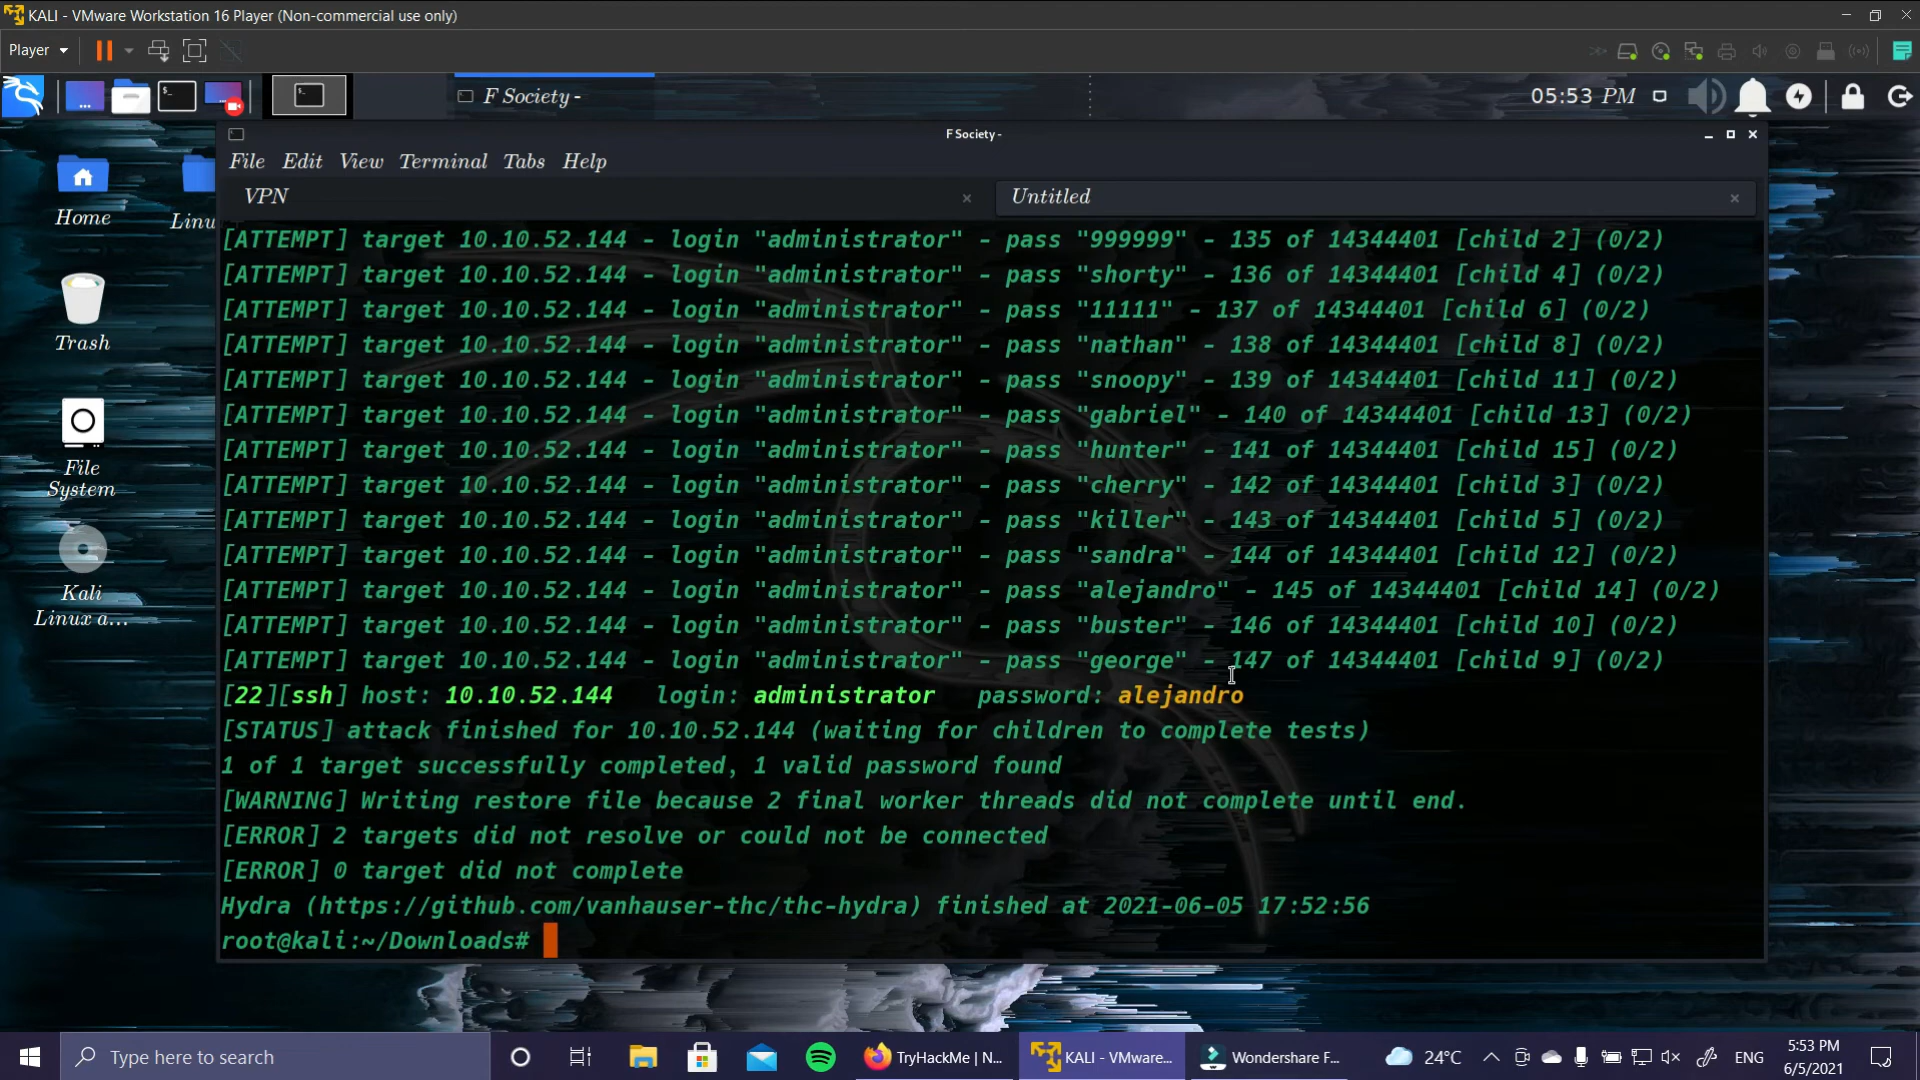 KALI - VMware Workstation 16 Player (Non-commercial use only)
Player
F Society -
05:53 PM
F Society -
File Edit View Terminal Tabs Help
VPN
Untitled
Home
Linu
Trash
File System
Kali Linux a...
[ATTEMPT] target 10.10.52.144 - login "administrator" - pass "999999" - 135 of 14344401 [child 2] (0/2)
[ATTEMPT] target 10.10.52.144 - login "administrator" - pass "shorty" - 136 of 14344401 [child 4] (0/2)
[ATTEMPT] target 10.10.52.144 - login "administrator" - pass "11111" - 137 of 14344401 [child 6] (0/2)
[ATTEMPT] target 10.10.52.144 - login "administrator" - pass "nathan" - 138 of 14344401 [child 8] (0/2)
[ATTEMPT] target 10.10.52.144 - login "administrator" - pass "snoopy" - 139 of 14344401 [child 11] (0/2)
[ATTEMPT] target 10.10.52.144 - login "administrator" - pass "gabriel" - 140 of 14344401 [child 13] (0/2)
[ATTEMPT] target 10.10.52.144 - login "administrator" - pass "hunter" - 141 of 14344401 [child 15] (0/2)
[ATTEMPT] target 10.10.52.144 - login "administrator" - pass "cherry" - 142 of 14344401 [child 3] (0/2)
[ATTEMPT] target 10.10.52.144 - login "administrator" - pass "killer" - 143 of 14344401 [child 5] (0/2)
[ATTEMPT] target 10.10.52.144 - login "administrator" - pass "sandra" - 144 of 14344401 [child 12] (0/2)
[ATTEMPT] target 10.10.52.144 - login "administrator" - pass "alejandro" - 145 of 14344401 [child 14] (0/2)
[ATTEMPT] target 10.10.52.144 - login "administrator" - pass "buster" - 146 of 14344401 [child 10] (0/2)
[ATTEMPT] target 10.10.52.144 - login "administrator" - pass "george" - 147 of 14344401 [child 9] (0/2)
[22][ssh] host: 10.10.52.144 login: administrator password: alejandro
[STATUS] attack finished for 10.10.52.144 (waiting for children to complete tests)
1 of 1 target successfully completed, 1 valid password found
[WARNING] Writing restore file because 2 final worker threads did not complete until end.
[ERROR] 2 targets did not resolve or could not be connected
[ERROR] 0 target did not complete
Hydra (https://github.com/vanhauser-thc/thc-hydra) finished at 2021-06-05 17:52:56
root@kali:~/Downloads#
Type here to search
TryHackMe | N...
KALI - VMware...
Wondershare F...
24°C
ENG
5:53 PM
6/5/2021